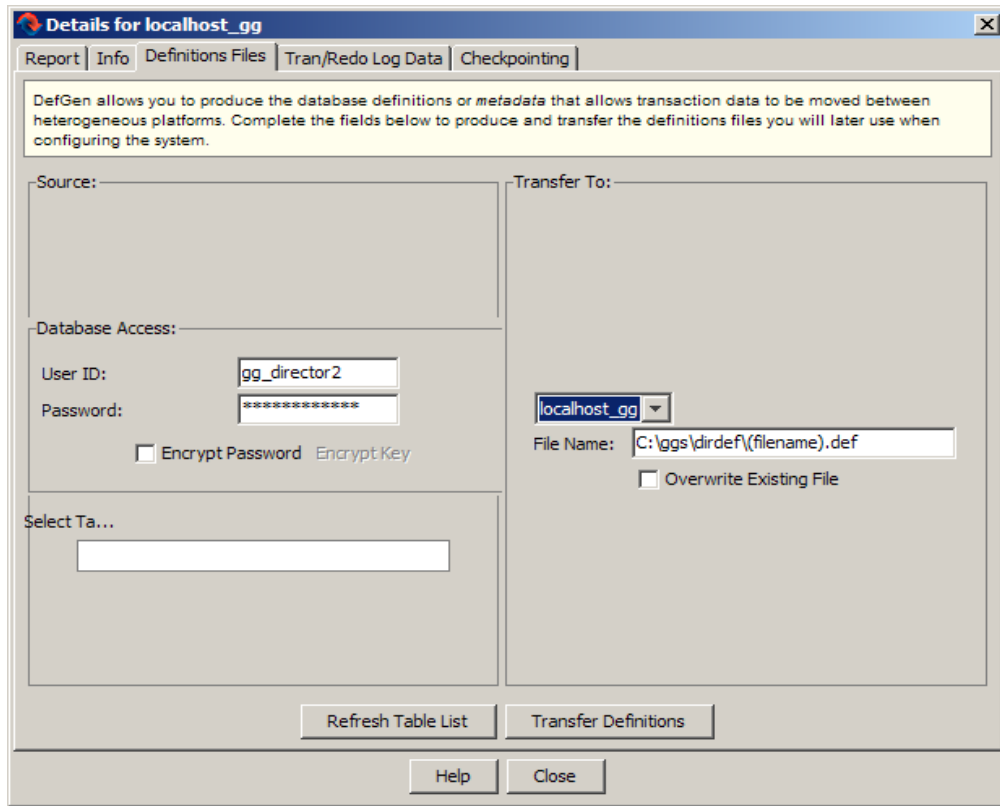 Details for localhost_gg
Report Info Definitions Files Tran/Redo Log Data Checkpointing
DefGen allows you to produce the database definitions or metadata that allows transaction data to be moved between
heterogeneous platforms. Complete the fields below to produce and transfer the definitions files you will later use when
configuring the system.
Source:
Database Access:
User ID: gg_director2
Password: ************
Encrypt Password Encrypt Key
Select Ta...
Transfer To:
localhost_gg
File Name: C:\ggs\dirdef\(filename).def
Overwrite Existing File
Refresh Table List Transfer Definitions
Help Close